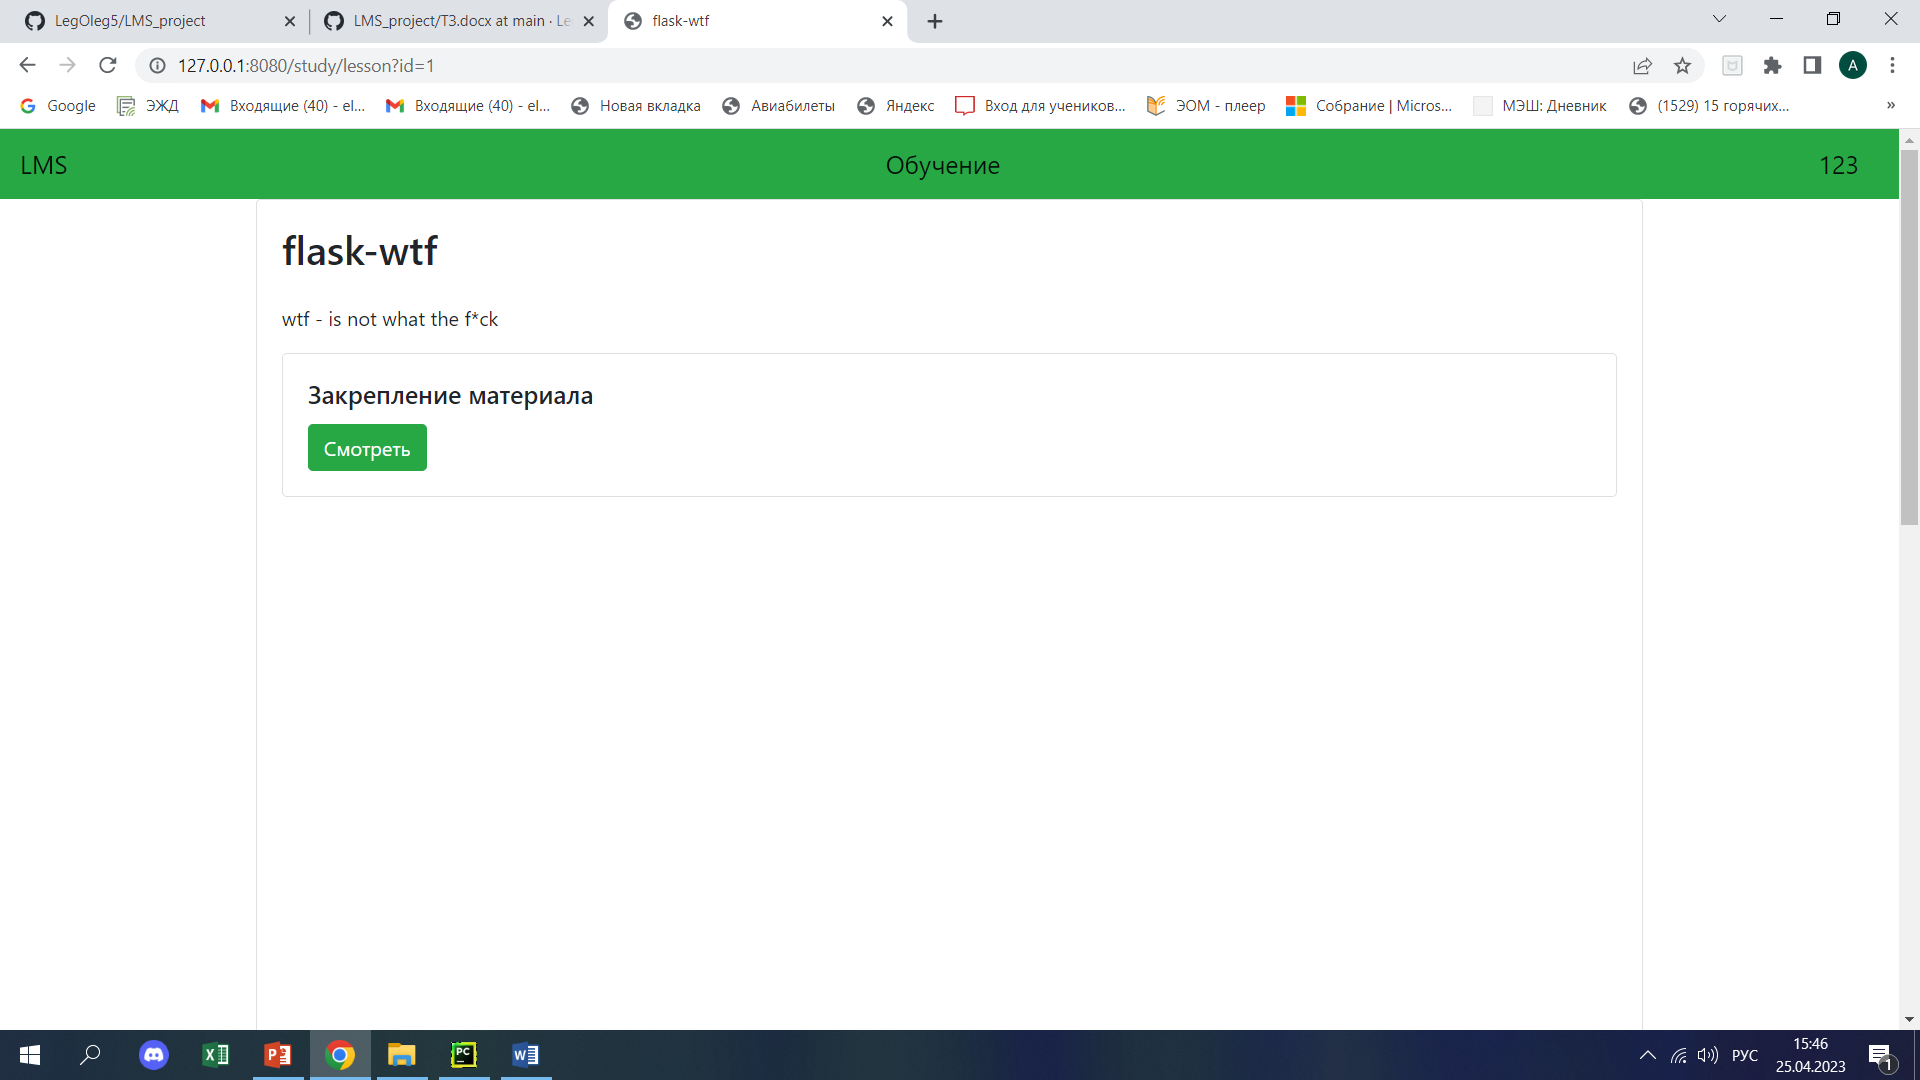 LegOleg5/LMS_project
LMS_project/ТЗ.docx at main · Le
flask-wtf
127.0.0.1:8080/study/lesson?id=1
A
Google
ЭЖД
Входящие (40) - el...
Входящие (40) - el...
Новая вкладка
Авиабилеты
Яндекс
Вход для учеников...
ЭОМ - плеер
Собрание | Micros...
МЭШ: Дневник
(1529) 15 горячих...
»
LMS
Обучение
123
flask-wtf
wtf - is not what the f*ck
Закрепление материала
Смотреть
РУС
15:46
25.04.2023
1